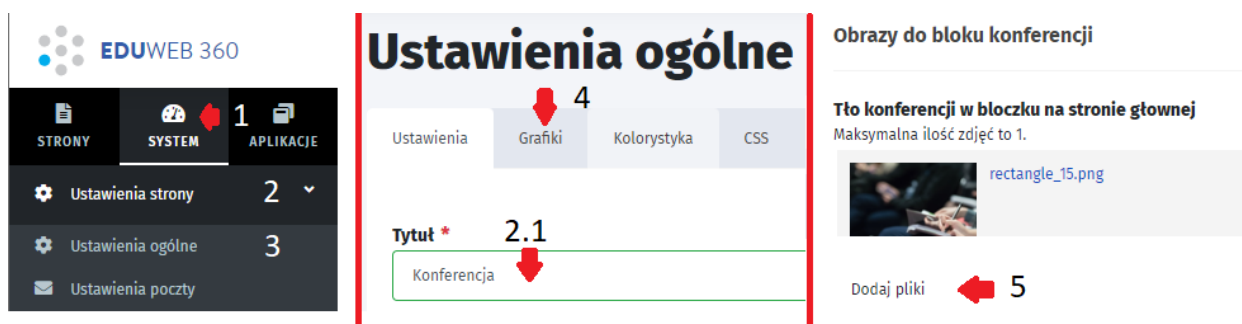 EDUWEB 360
1
STRONY SYSTEM APLIKACJE
Ustawienia strony 2
Ustawienia ogólne 3
Ustawienia poczty
Ustawienia ogólne
4
Ustawienia Grafiki Kolorystyka CSS
Tytuł * 2.1
Konferencja
Obrazy do bloku konferencji
Tło konferencji w bloczku na stronie głownej
Maksymalna ilość zdjęć to 1.
rectangle_15.png
Dodaj pliki 5